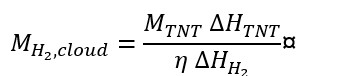 M_{H_2,cloud} = \frac{M_{TNT} \Delta H_{TNT}}{\eta \Delta H_{H_2}}¤